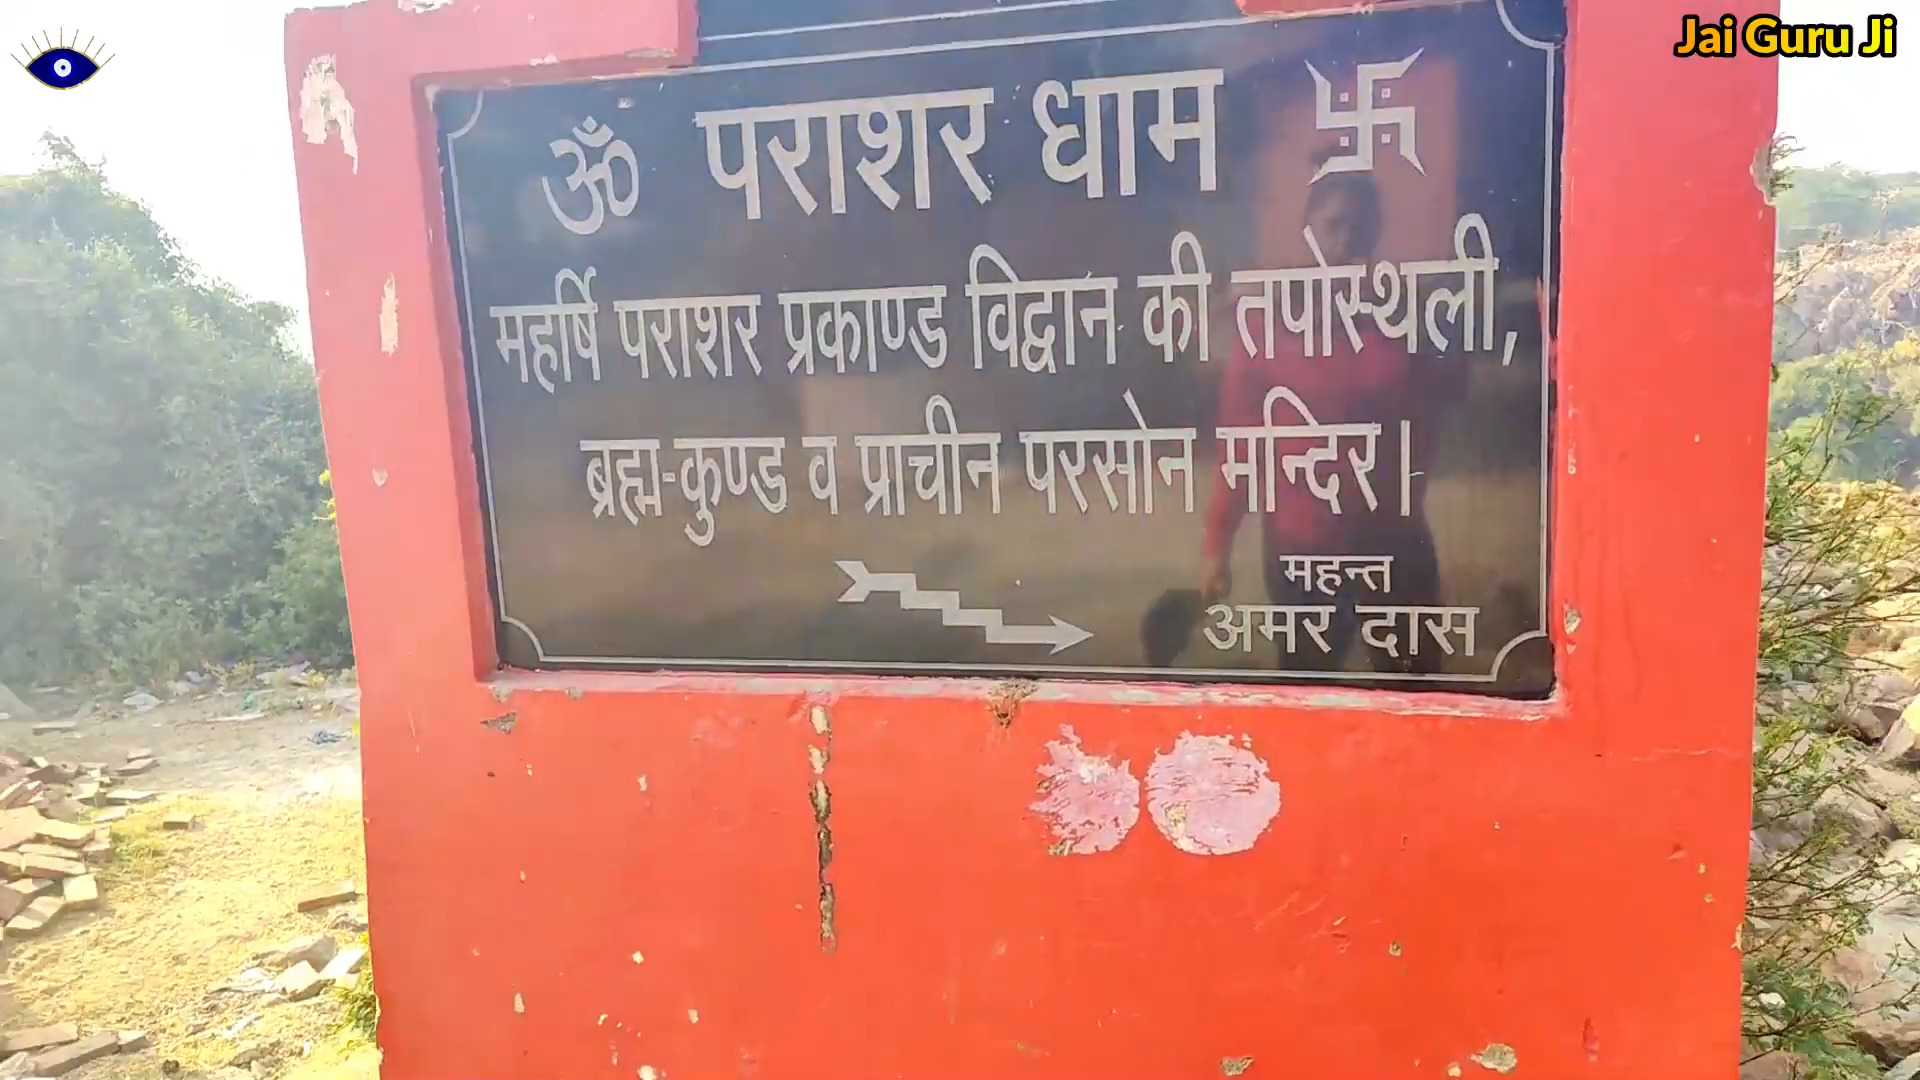 Jai Guru Ji
ॐ पराशर धाम 卐
महर्षि पराशर प्रकाण्ड विद्वान की तपोस्थली,
ब्रह्म-कुण्ड व प्राचीन परसोन मन्दिर।
महन्त
अमर दास